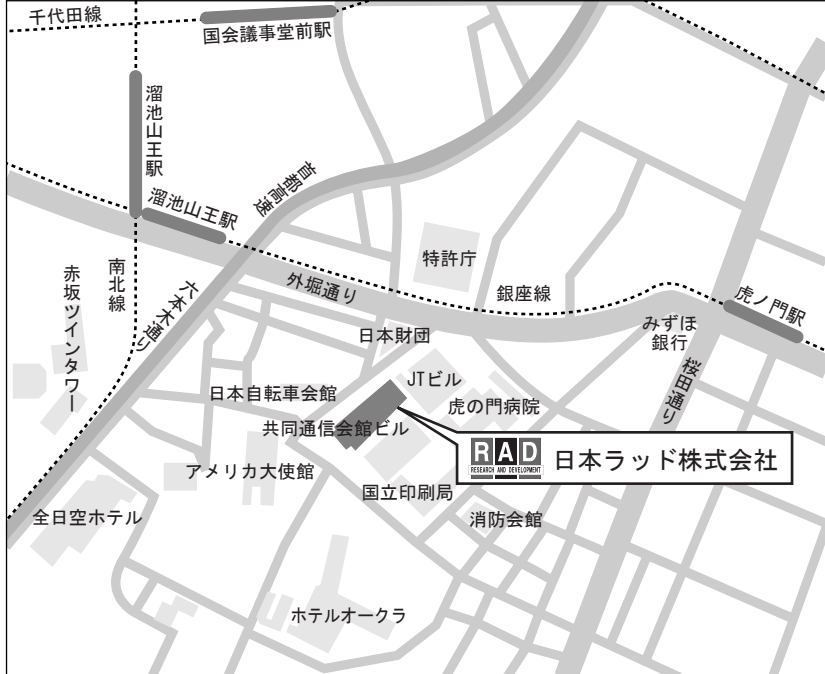 千代田線
国会議事堂前駅
溜池山王駅
首都高速
溜池山王駅
特許庁
南北線
赤坂ツインタワー
六本木通り
外堀通り
銀座線
虎ノ門駅
みずほ
銀行
日本財団
桜田通り
JTビル
日本自転車会館
虎の門病院
共同通信会館ビル
RAD
RESEARCH AND DEVELOPMENT
日本ラッド株式会社
アメリカ大使館
国立印刷局
全日空ホテル
消防会館
ホテルオークラ